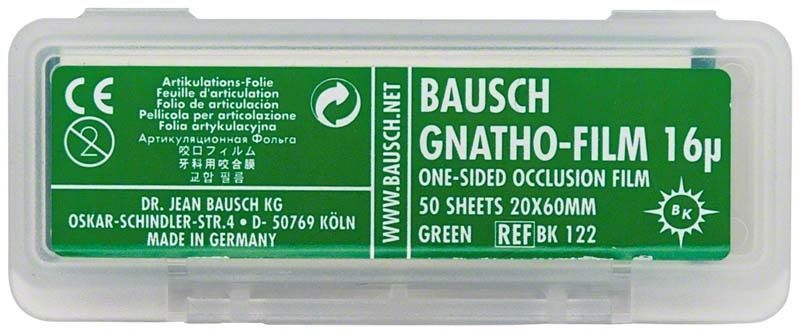 CE
2
Artikulations-Folie
Feuille d'articulation
Folio de articulación
Pellicola per articolazione
Folia artykulacyjna
Артикуляционная Фольга
咬口フィルム
牙科用咬合膜
교합 필름
DR. JEAN BAUSCH KG
OSKAR-SCHINDLER-STR.4 • D- 50769 KÖLN
MADE IN GERMANY
WWW.BAUSCH.NET
BAUSCH
GNATHO-FILM 16µ
ONE-SIDED OCCLUSION FILM
50 SHEETS 20X60MM
GREEN REF BK 122
BK